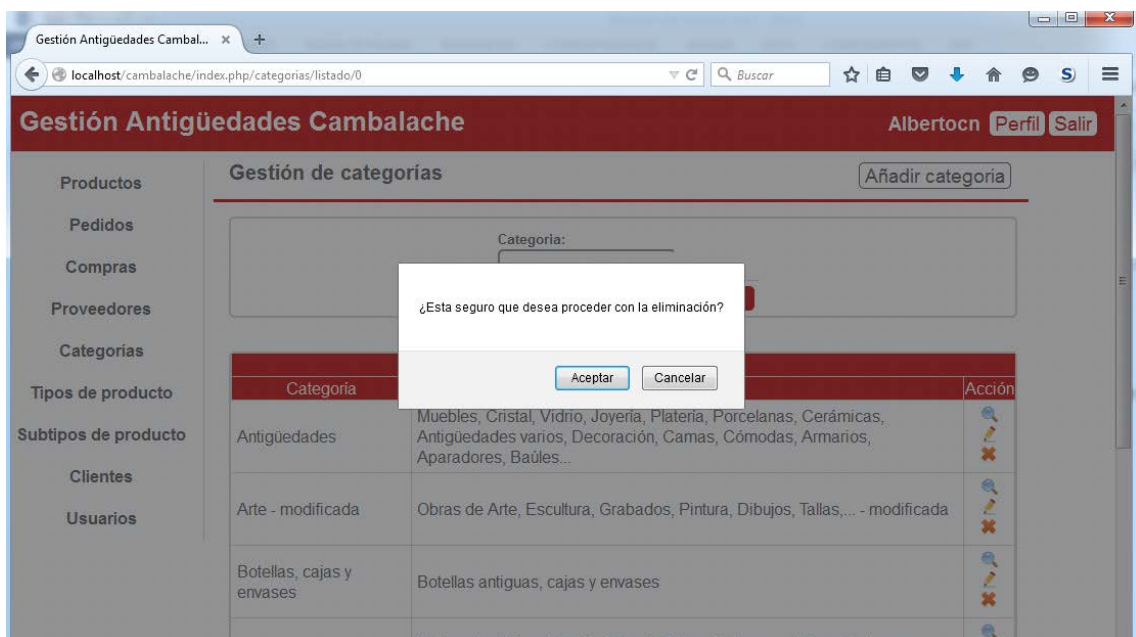 Gestión Antigüedades Cambal...
localhost/cambalache/index.php/categorias/listado/0
Buscar
Gestión Antigüedades Cambalache
Albertocn Perfil Salir
Productos
Pedidos
Compras
Proveedores
Categorías
Tipos de producto
Subtipos de producto
Clientes
Usuarios
Gestión de categorías
Añadir categoria
Categoria:
¿Esta seguro que desea proceder con la eliminación?
Aceptar Cancelar
Categoría Acción
Antigüedades
Muebles, Cristal, Vidrio, Joyería, Platería, Porcelanas, Cerámicas,
Antigüedades varios, Decoración, Camas, Cómodas, Armarios,
Aparadores, Baúles...
Arte - modificada
Obras de Arte, Escultura, Grabados, Pintura, Dibujos, Tallas,... - modificada
Botellas, cajas y
envases
Botellas antiguas, cajas y envases